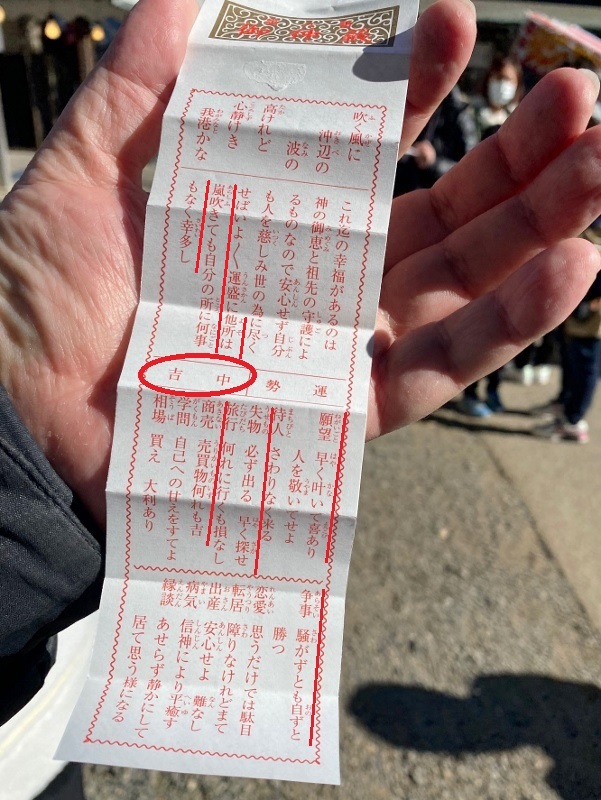 御神籤
吹く風に
沖辺の
波の
高けれど
心静けき
我港かな
これ迄の幸福があるのは
神の御恵と祖先の守護によ
るものなので安心せず自分
も人を慈しみ世の為に尽く
せばいよ〱 運盛に他所は
嵐吹きても自分の所に何事
もなく幸多し
運勢 中吉
願望 早く叶いて喜あり
人を敬いてせよ
待人 さわりなく来る
失物 必ず出る 早く探せ
旅行 何れに行くも損なし
商売 売買物何れも吉
学問 自己への甘えをすてよ
相場 買え 大利あり
争事 騒がずとも自ずと
勝つ
恋愛 思うだけでは駄目
転居 障りなけれどまて
出産 安心せよ 難なし
病気 信神により平癒す
縁談 あせらず静かにして
居て思う様になる